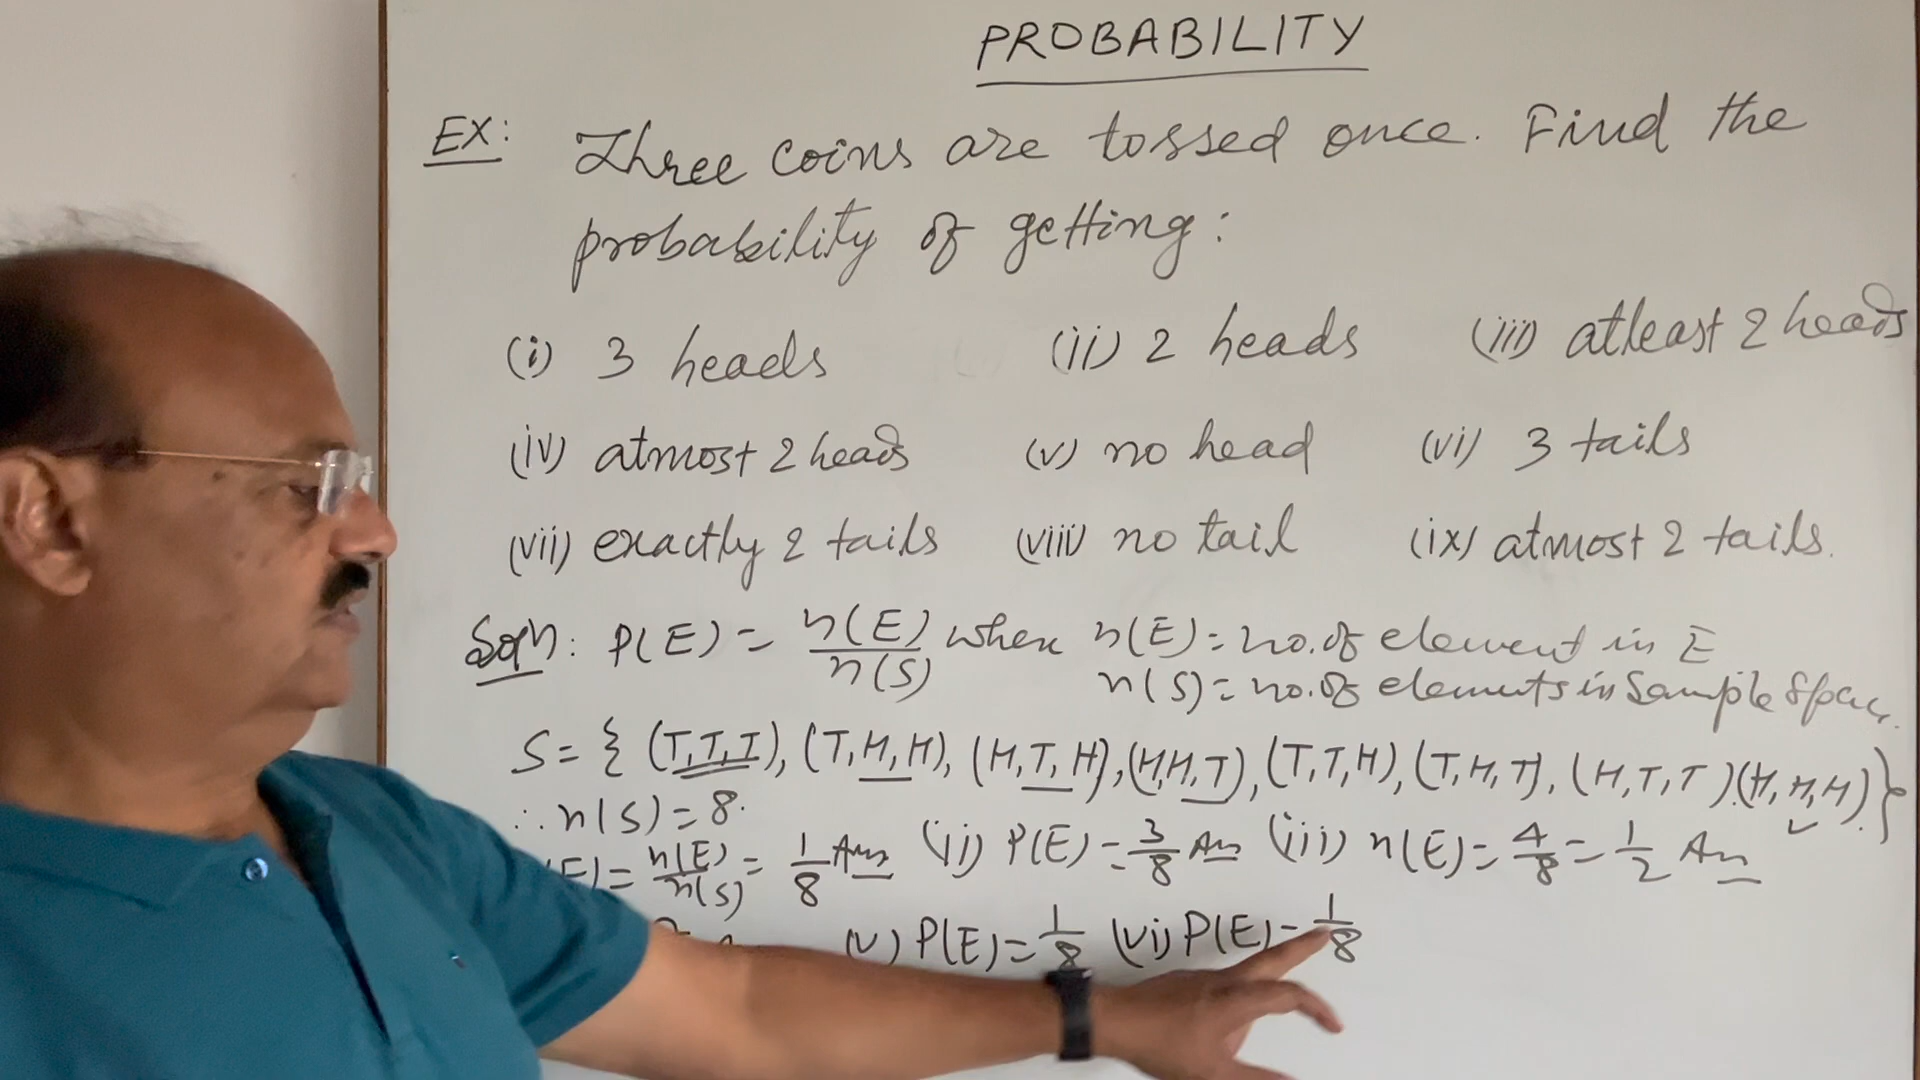 PROBABILITY
EX: Three coins are tossed once. Find the
probability of getting:
(i) 3 heads (ii) 2 heads (iii) atleast 2 heads
(iv) atmost 2 heads (v) no head (vi) 3 tails
(vii) exactly 2 tails (viii) no tail (ix) atmost 2 tails.
Soln: P(E) = n(E)/n(S) where n(E) = no. of element in E
n(S) = no. of elements in Sample Space.
S = { (T,T,T), (T,H,H), (H,T,H), (H,H,T), (T,T,H), (T,H,T), (H,T,T) (H,H,H) }
∴ n(S) = 8.
(E) = n(E)/n(S) = 1/8 Ans (ii) P(E) = 3/8 Ans (iii) n(E) = 4/8 = 1/2 An
(v) P(E) = 1/8 (vi) P(E) = 1/8